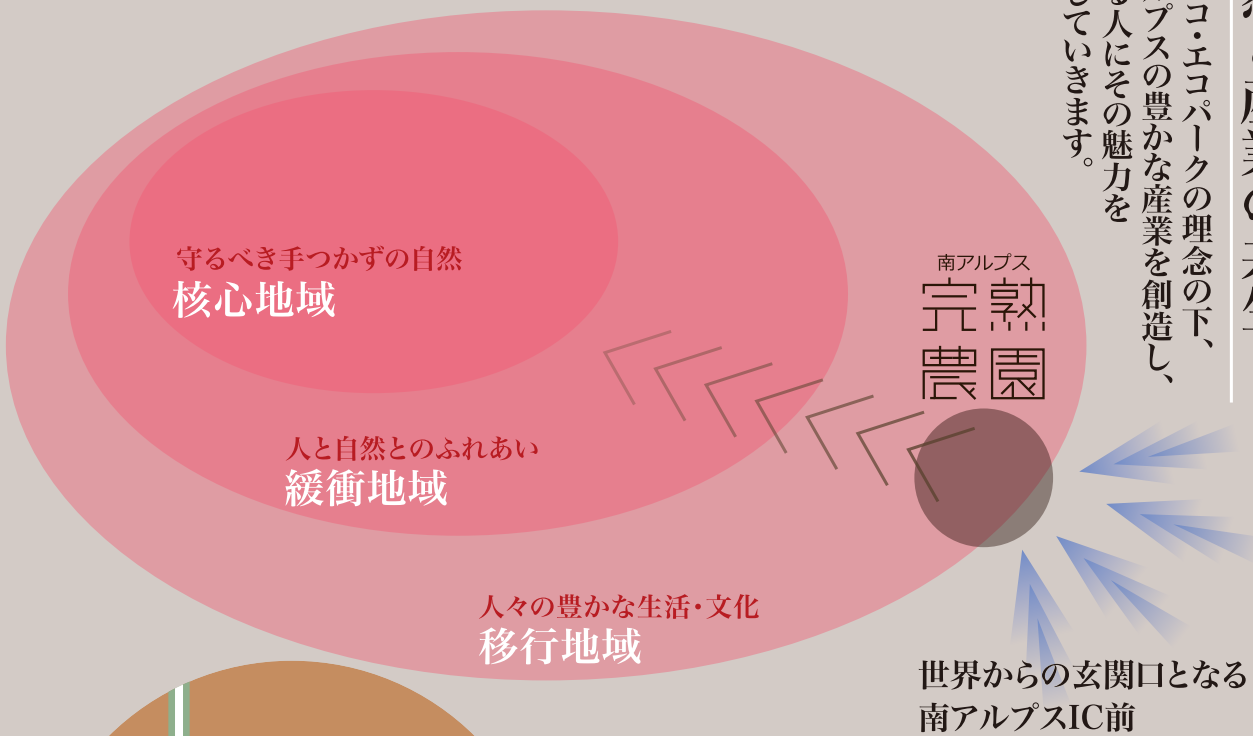 コ・エコパークの理念の下、
プスの豊かな産業を創造し、
人にその魅力を
ていきます。
守るべき手つかずの自然
核心地域
南アルプス
完熟
農園
人と自然とのふれあい
緩衝地域
人々の豊かな生活・文化
移行地域
世界からの玄関口となる
南アルプスIC前